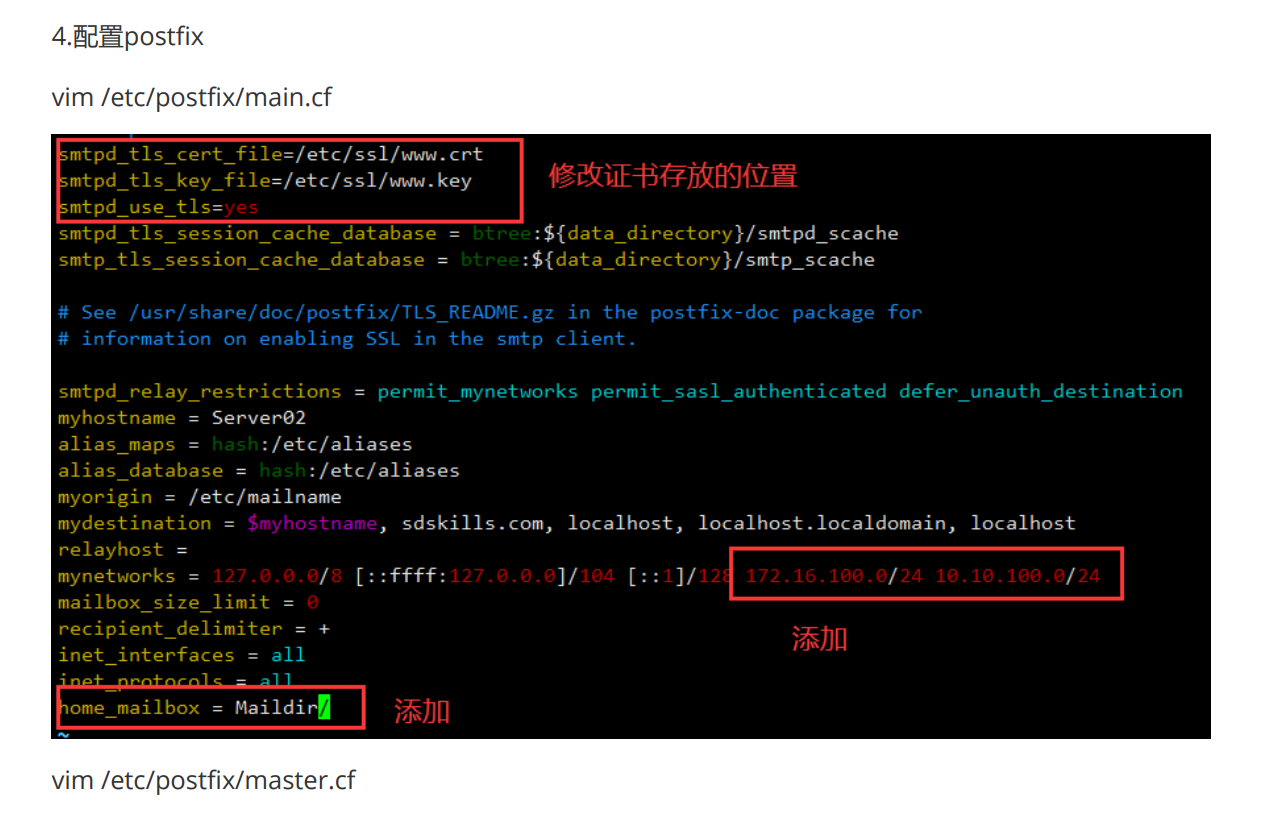 4.配置postfix
vim /etc/postfix/main.cf
smtpd_tls_cert_file=/etc/ssl/www.crt
修改证书存放的位置
smtpd_tls_key_file=/etc/ssl/www.key
smtpd_use_tls=yes
smtpd_tls_session_cache_database = btree:${data_directory}/smtpd_scache
smtp_tls_session_cache_database = btree:${data_directory}/smtp_scache
# See /usr/share/doc/postfix/TLS_README.gz in the postfix-doc package for
# information on enabling SSL in the smtp client.
smtpd_relay_restrictions = permit_mynetworks permit_sasl_authenticated defer_unauth_destination
myhostname = Server02
alias_maps = hash:/etc/aliases
alias_database = hash:/etc/aliases
myorigin = /etc/mailname
mydestination = $myhostname, sdskills.com, localhost, localhost.localdomain, localhost
relayhost =
mynetworks = 127.0.0.0/8 [::ffff:127.0.0.0]/104 [::1]/128 172.16.100.0/24 10.10.100.0/24
mailbox_size_limit = 0
recipient_delimiter = +
添加
inet_interfaces = all
inet_protocols = all
home_mailbox = Maildir/
添加
~
vim /etc/postfix/master.cf